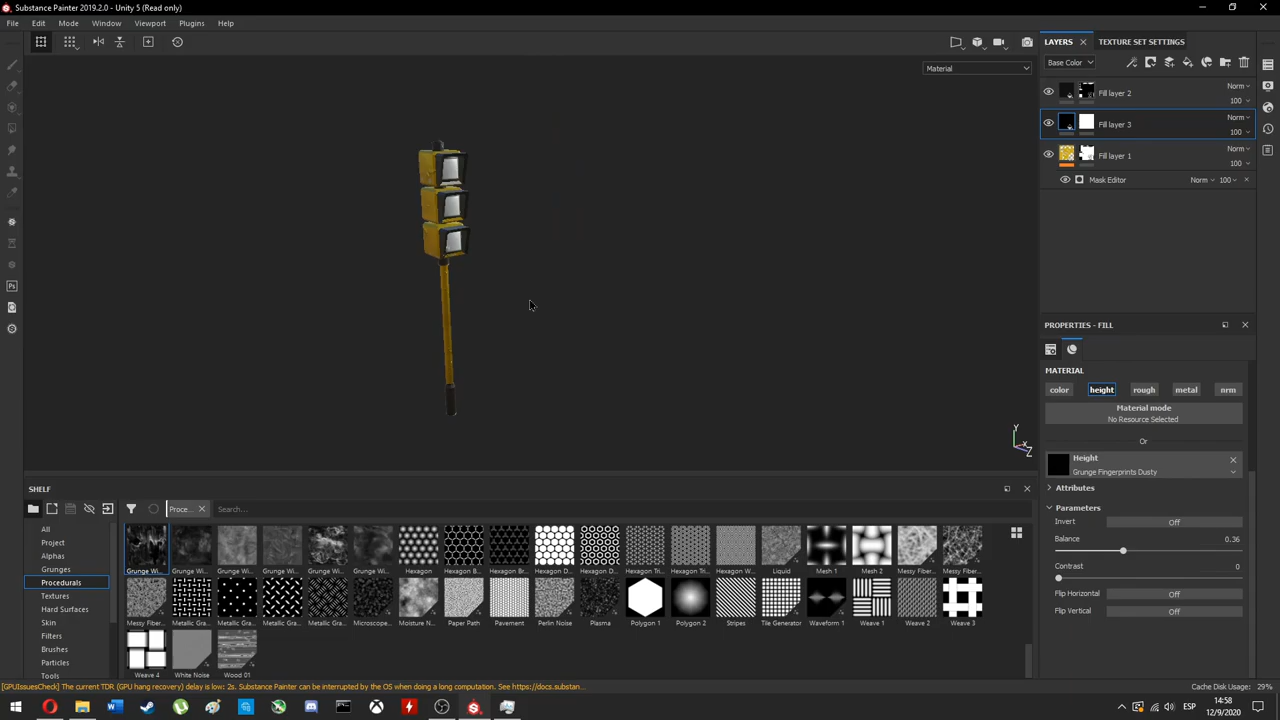 Substance Painter 2019.2.0 - Unity 5 (Read only)
File Edit Mode Window Viewport Plugins Help
Material
LAYERS
TEXTURE SET SETTINGS
Base Color
Fill layer 2
Norm
100
Fill layer 3
Norm
100
Fill layer 1
Norm
100
Mask Editor Norm 100
PROPERTIES - FILL
MATERIAL
color height rough metal nrm
Material mode
No Resource Selected
Or
Height
Grunge Fingerprints Dusty
Attributes
Parameters
Invert Off
Balance 0.36
Contrast 0
Flip Horizontal Off
Flip Vertical Off
Y
X
Z
SHELF
Proce...
Search...
All
Project
Alphas
Grunges
Procedurals
Textures
Hard Surfaces
Skin
Filters
Brushes
Particles
Tools
Grunge Wi... Grunge Wi... Grunge Wi... Grunge Wi... Grunge Wi... Grunge Wi... Hexagon Hexagon B... Hexagon Br... Hexagon D... Hexagon D... Hexagon Tri... Hexagon Tri... Hexagon W... Liquid Mesh 1 Mesh 2 Messy Fiber... Messy Fiber...
Messy Fiber... Metallic Gra... Metallic Gra... Metallic Gra... Metallic Gra... Microscope... Moisture N... Paper Path Pavement Perlin Noise Plasma Polygon 1 Polygon 2 Stripes Tile Generator Waveform 1 Weave 1 Weave 2 Weave 3
Weave 4 White Noise Wood 01
[GPUIssuesCheck] The current TDR (GPU hang recovery) delay is low: 2s. Substance Painter can be interrupted by the OS when doing a long computation. See https://docs.substan...
Cache Disk Usage: 29%
Ps
ESP
14:58
12/9/2020